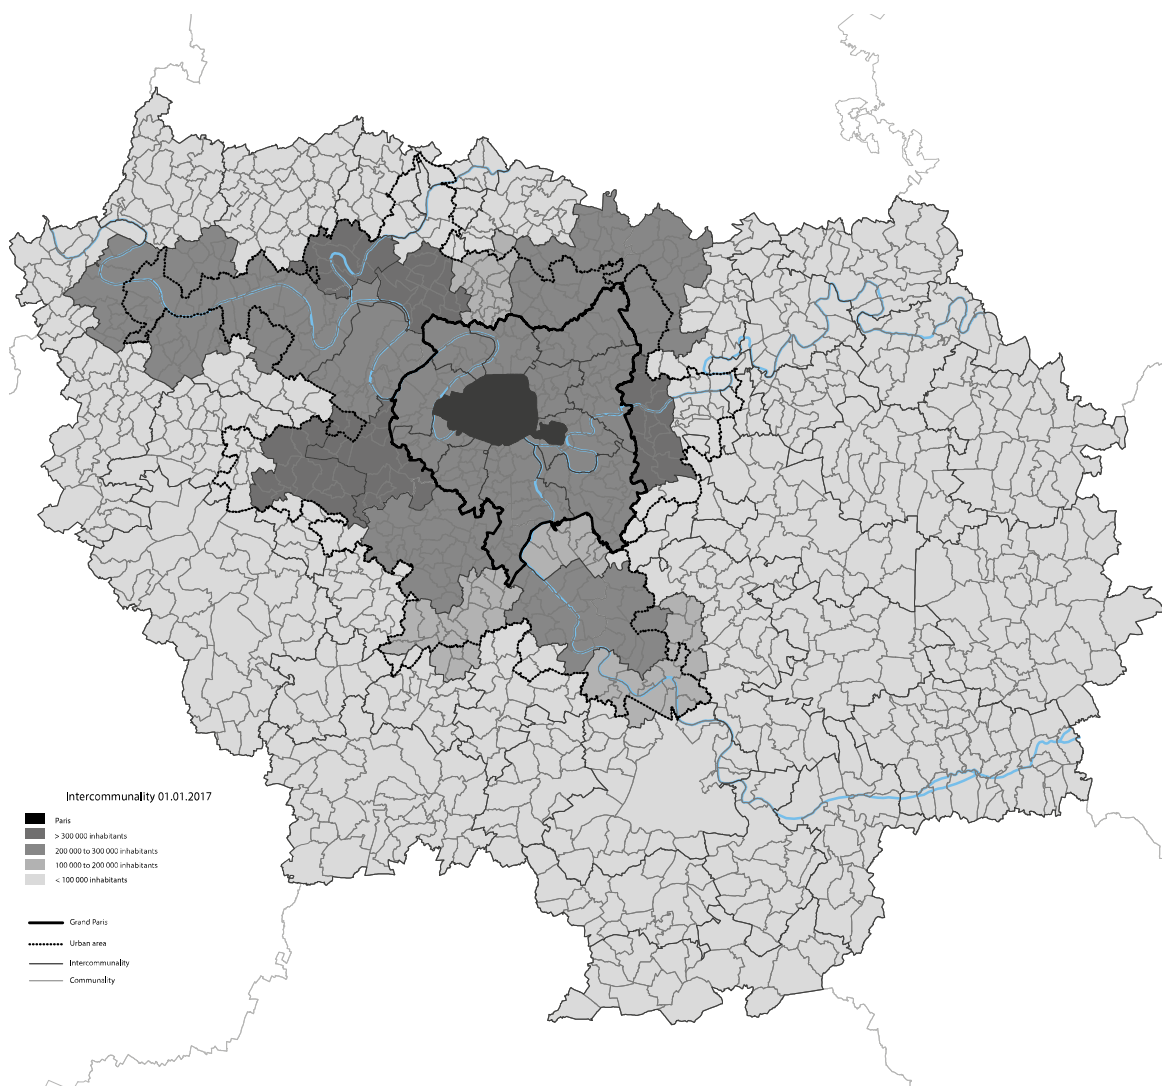 Intercommunality 01.01.2017
Paris
> 300 000 inhabitants
200 000 to 300 000 inhabitants
100 000 to 200 000 inhabitants
< 100 000 inhabitants
Grand Paris
Urban area
Intercommunality
Communality